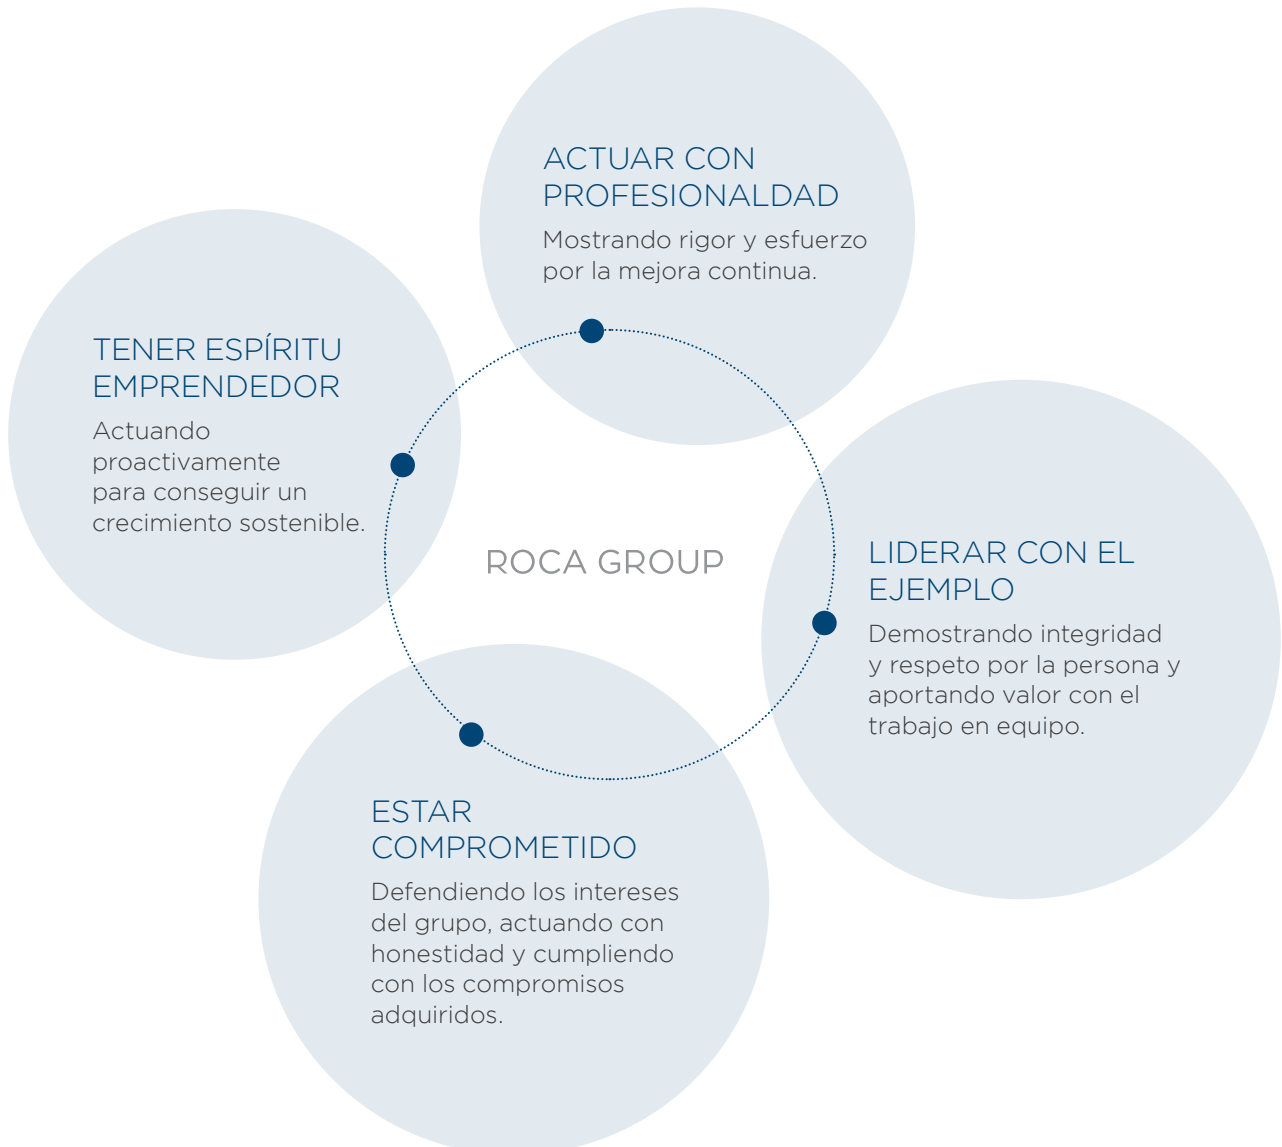 ACTUAR CON
PROFESIONALDAD
Mostrando rigor y esfuerzo
por la mejora continua.
TENER ESPÍRITU
EMPRENDEDOR
Actuando
proactivamente
para conseguir un
crecimiento sostenible.
ROCA GROUP
LIDERAR CON EL
EJEMPLO
Demostrando integridad
y respeto por la persona y
aportando valor con el
trabajo en equipo.
ESTAR
COMPROMETIDO
Defendiendo los intereses
del grupo, actuando con
honestidad y cumpliendo
con los compromisos
adquiridos.